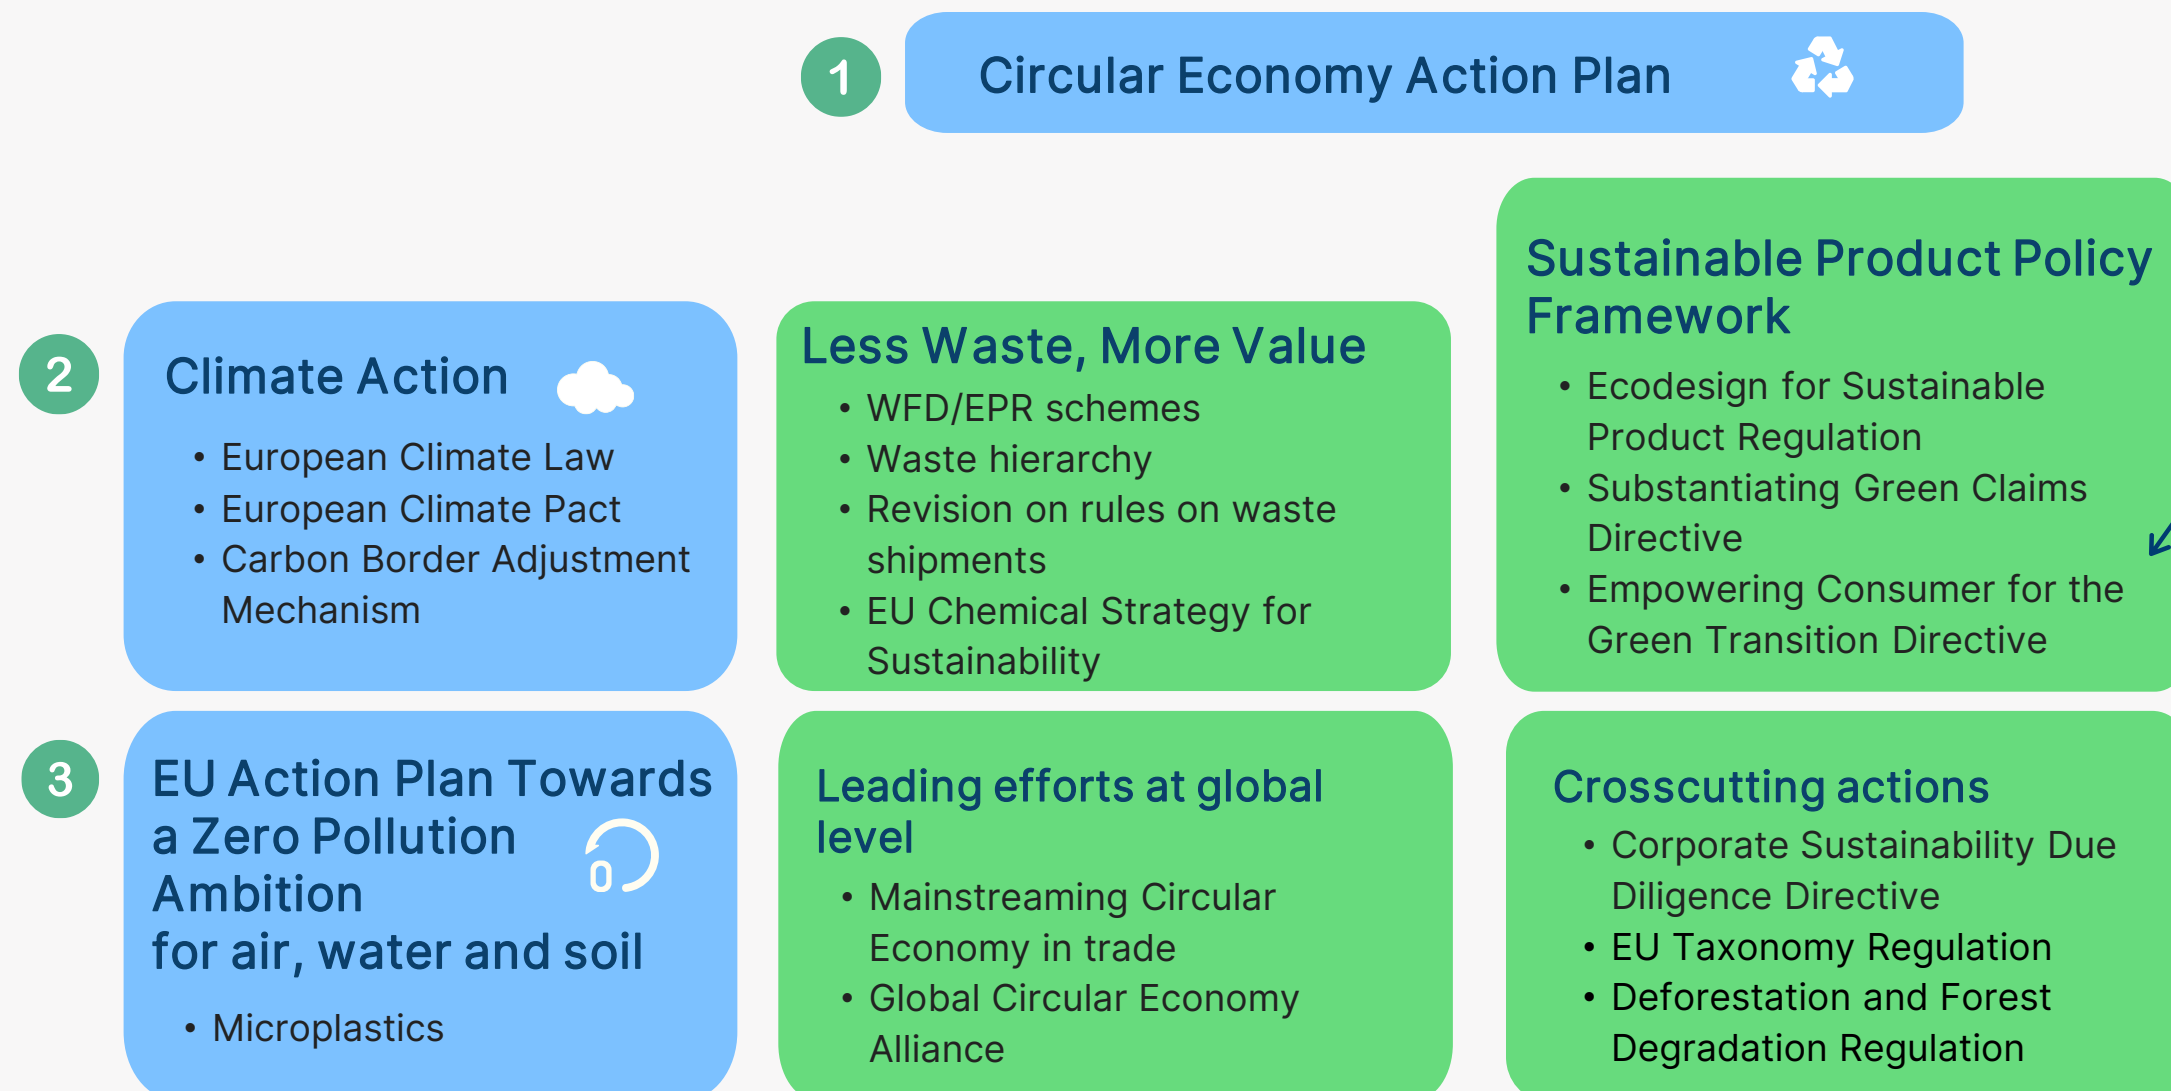 1
Circular Economy Action Plan
2
Climate Action
• European Climate Law
• European Climate Pact
• Carbon Border Adjustment
Mechanism
Less Waste, More Value
• WFD/EPR schemes
• Waste hierarchy
• Revision on rules on waste
shipments
• EU Chemical Strategy for
Sustainability
Sustainable Product Policy
Framework
• Ecodesign for Sustainable
Product Regulation
• Substantiating Green Claims
Directive
• Empowering Consumer for the
Green Transition Directive
3
EU Action Plan Towards
a Zero Pollution
Ambition
for air, water and soil
0
• Microplastics
Leading efforts at global
level
• Mainstreaming Circular
Economy in trade
• Global Circular Economy
Alliance
Crosscutting actions
• Corporate Sustainability Due
Diligence Directive
• EU Taxonomy Regulation
• Deforestation and Forest
Degradation Regulation